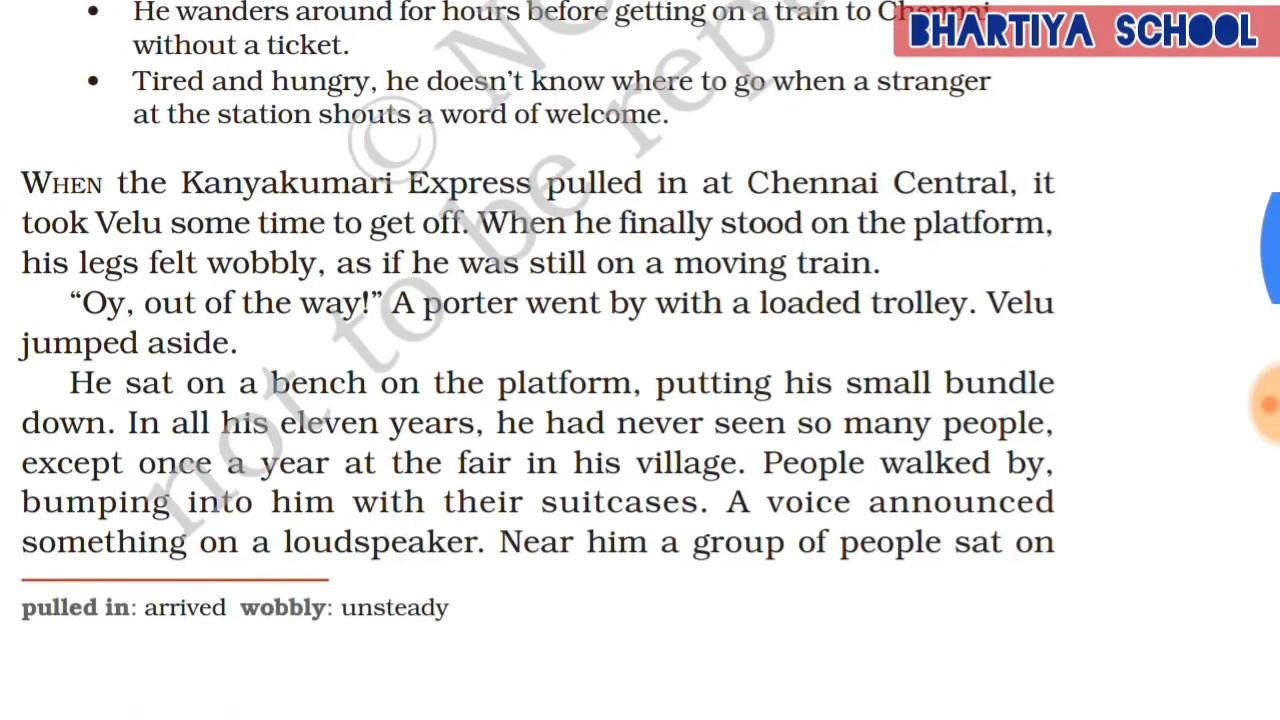 • He wanders around for hours before getting on a train to Chennai
BHARTIYA SCHOOL
without a ticket.
• Tired and hungry, he doesn't know where to go when a stranger
at the station shouts a word of welcome.
WHEN the Kanyakumari Express pulled in at Chennai Central, it
took Velu some time to get off. When he finally stood on the platform,
his legs felt wobbly, as if he was still on a moving train.
“Oy, out of the way!” A porter went by with a loaded trolley. Velu
jumped aside.
He sat on a bench on the platform, putting his small bundle
down. In all his eleven years, he had never seen so many people,
except once a year at the fair in his village. People walked by,
bumping into him with their suitcases. A voice announced
something on a loudspeaker. Near him a group of people sat on
pulled in: arrived wobbly: unsteady
© N
not to be rep